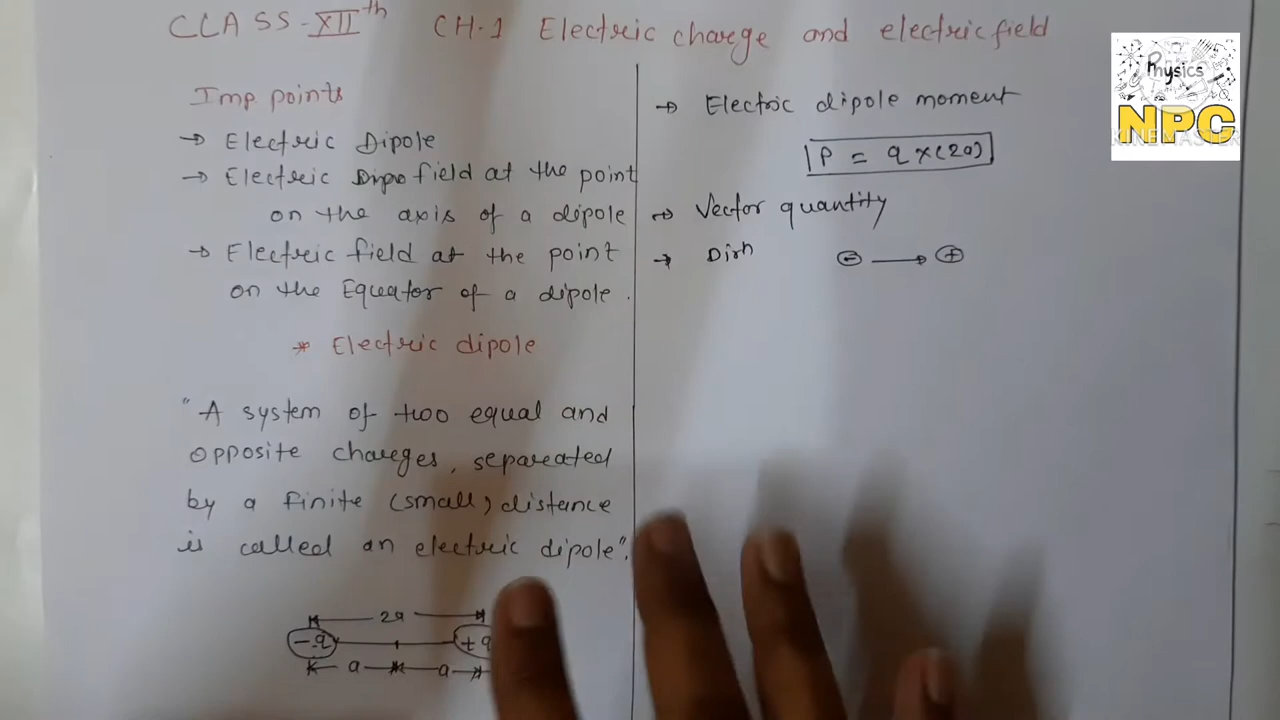 CLASS-XIIth CH.1 Electric charge and electric field
Imp. points
→ Electric Dipole
→ Electric field at the point
on the axis of a dipole
→ Electric field at the point
on the Equator of a dipole.
* Electric dipole
"A system of two equal and
opposite charges, separeated
by a finite (small) distance
is called an electric dipole".
2a
-q +q
a a
→ Electric dipole moment
P = q x(2a)
→ Vector quantity
→ Dirn ⊖ → ⊕
Physics
NPC
KINEMASTER